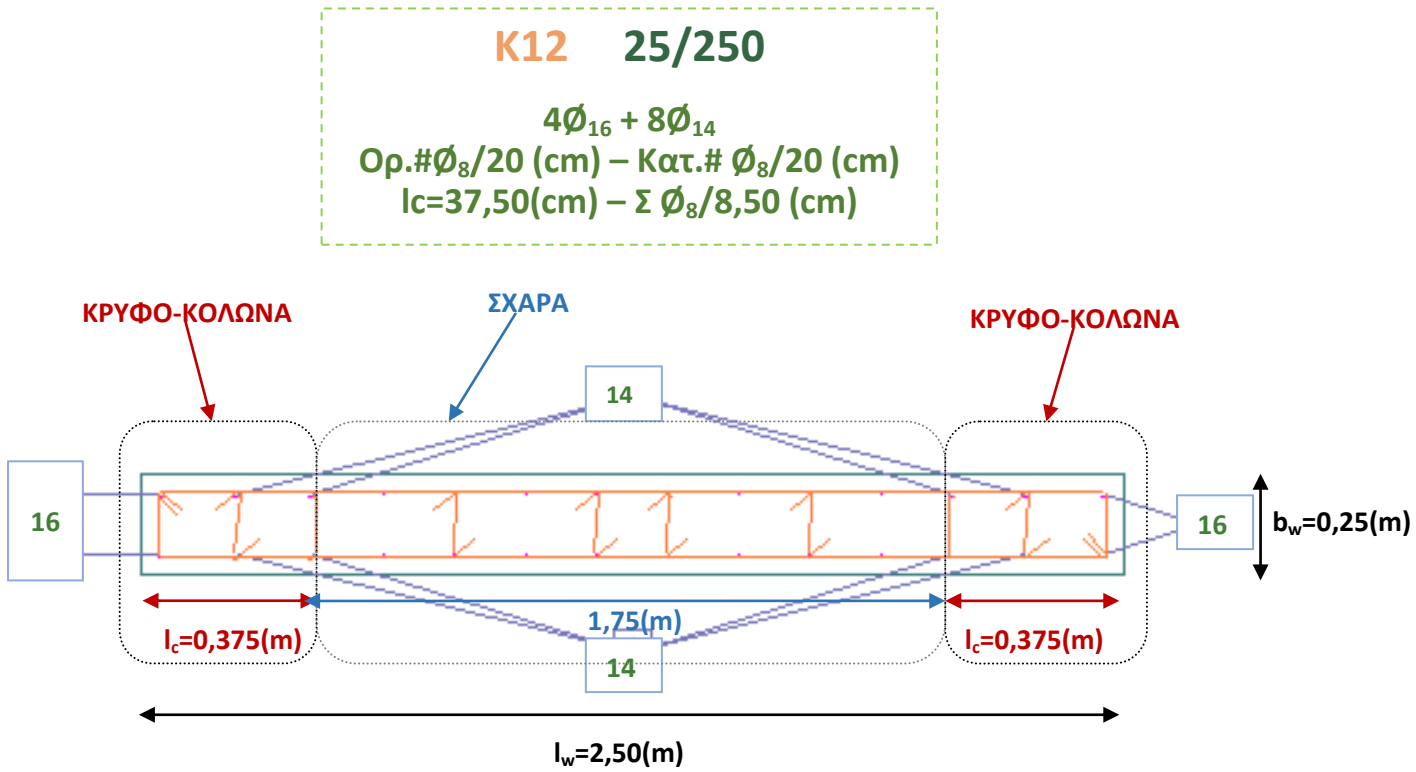 K12 25/250
4Ø16 + 8Ø14
Ορ.#Ø8/20 (cm) – Κατ.# Ø8/20 (cm)
lc=37,50(cm) – Σ Ø8/8,50 (cm)
ΚΡΥΦΟ-ΚΟΛΩΝΑ ΣΧΑΡΑ ΚΡΥΦΟ-ΚΟΛΩΝΑ
14
16 16 bw=0,25(m)
lc=0,375(m) 1,75(m) lc=0,375(m)
14
lw=2,50(m)